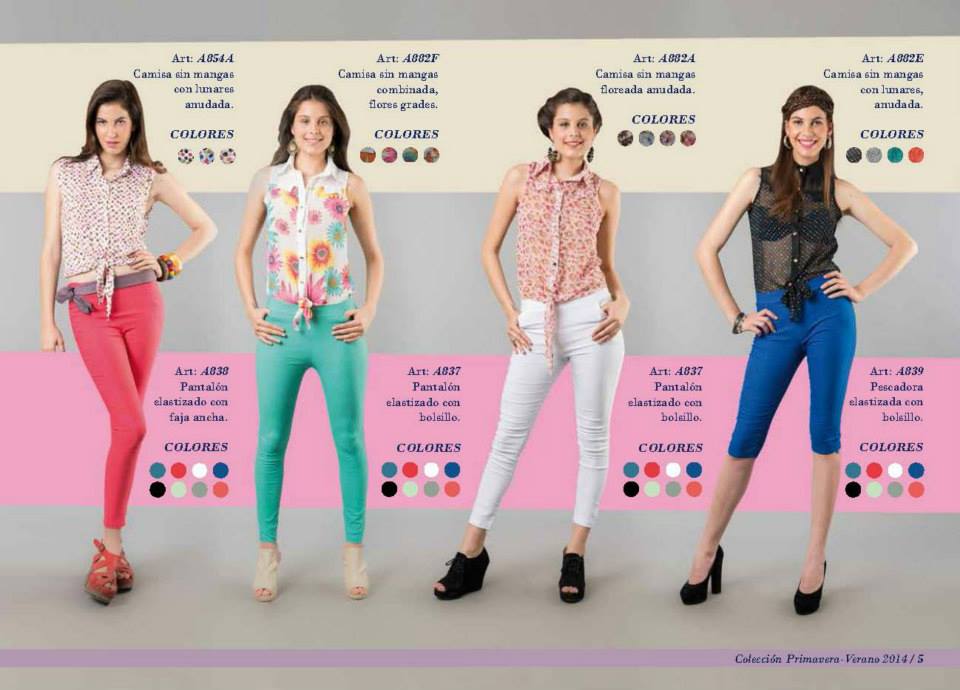 Art: A854A
Camisa sin mangas
con lunares
anudada.
COLORES
Art: A882F
Camisa sin mangas
combinada,
flores grades.
COLORES
Art: A882A
Camisa sin mangas
floreada anudada.
COLORES
Art: A882E
Camisa sin mangas
con lunares,
anudada.
COLORES
Art: A838
Pantalón
elastizado con
faja ancha.
COLORES
Art: A837
Pantalón
elastizado con
bolsillo.
COLORES
Art: A837
Pantalón
elastizado con
bolsillo.
COLORES
Art: A839
Pescadora
elastizada con
bolsillo.
COLORES
Colección Primavera-Verano 2014 / 5